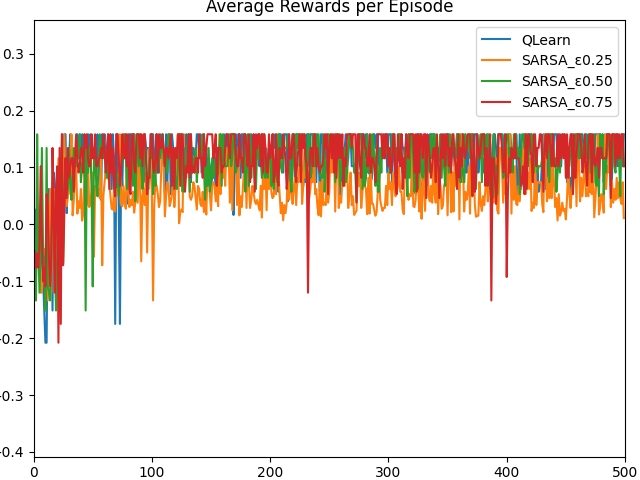 Average Rewards per Episode
QLearn
SARSA_ε0.25
SARSA_ε0.50
SARSA_ε0.75
0.3
0.2
0.1
0.0
-0.1
-0.2
-0.3
-0.4
0 100 200 300 400 500